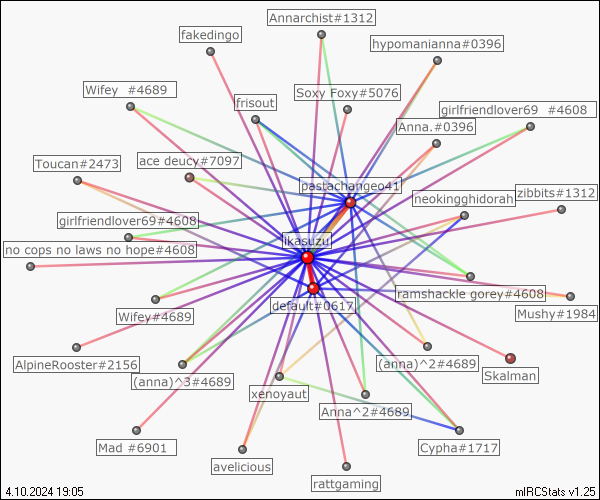 Annarchist#1312
fakedingo
hypomanianna#0396
Wifey  #4689
Soxy Foxy#5076
frisout
girlfriendlover69  #4608
Anna.#0396
Toucan#2473
ace deucy#7097
pastachangeo41
neokingghidorah
zibbits#1312
girlfriendlover69#4608
no cops no laws no hope#4608
ikasuzu
Wifey#4689
default#0617
ramshackle gorey#4608
Mushy#1984
AlpineRooster#2156
(anna)^3#4689
(anna)^2#4689
Skalman
xenoyaut
Anna^2#4689
Mad #6901
Cypha#1717
avelicious
rattgaming
4.10.2024 19:05
mIRCStats v1.25